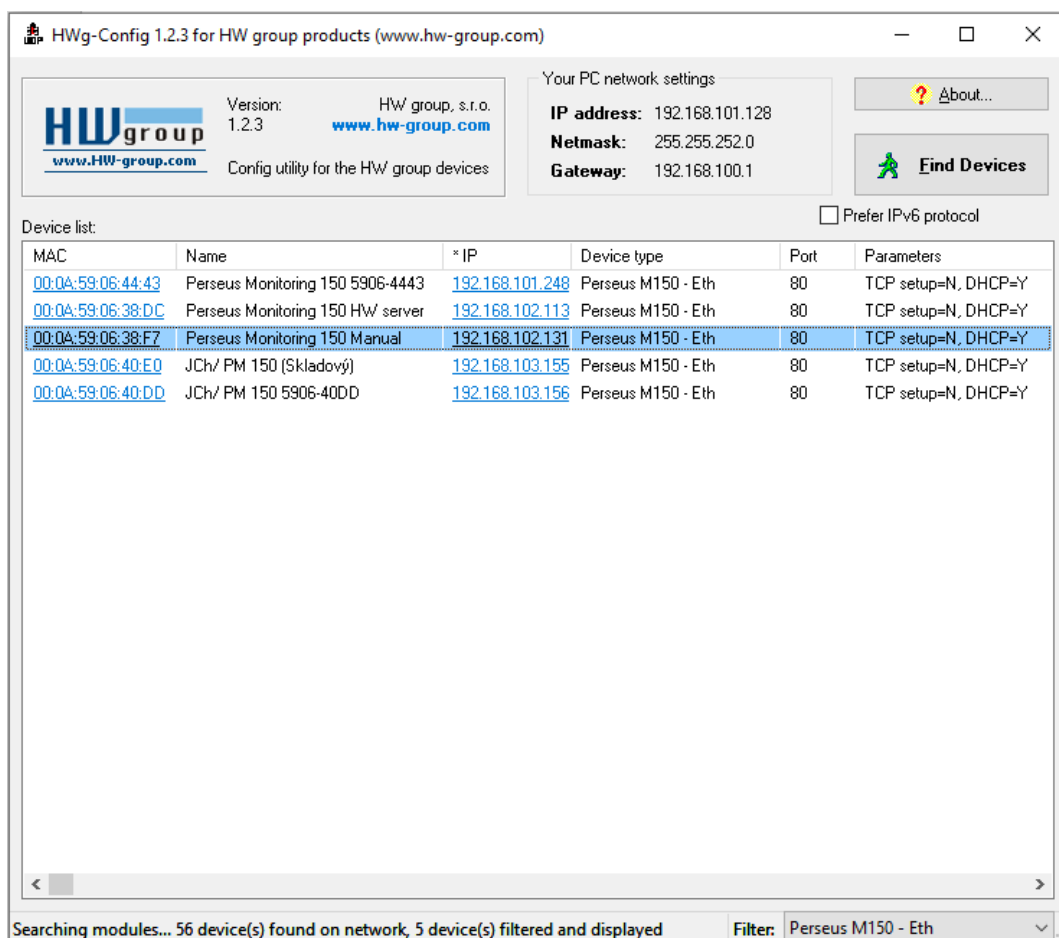 HWg-Config 1.2.3 for HW group products (www.hw-group.com)
HW group
www.HW-group.com
Version: HW group, s.r.o.
1.2.3 www.hw-group.com
Config utility for the HW group devices
Your PC network settings
IP address: 192.168.101.128
Netmask: 255.255.252.0
Gateway: 192.168.100.1
? About...
Find Devices
Prefer IPv6 protocol
Device list:
MAC Name * IP Device type Port Parameters
00:0A:59:06:44:43 Perseus Monitoring 150 5906-4443 192.168.101.248 Perseus M150 - Eth 80 TCP setup=N, DHCP=Y
00:0A:59:06:38:DC Perseus Monitoring 150 HW server 192.168.102.113 Perseus M150 - Eth 80 TCP setup=N, DHCP=Y
00:0A:59:06:38:F7 Perseus Monitoring 150 Manual 192.168.102.131 Perseus M150 - Eth 80 TCP setup=N, DHCP=Y
00:0A:59:06:40:E0 JCh/ PM 150 (Skladový) 192.168.103.155 Perseus M150 - Eth 80 TCP setup=N, DHCP=Y
00:0A:59:06:40:DD JCh/ PM 150 5906-40DD 192.168.103.156 Perseus M150 - Eth 80 TCP setup=N, DHCP=Y
Searching modules... 56 device(s) found on network, 5 device(s) filtered and displayed Filter: Perseus M150 - Eth